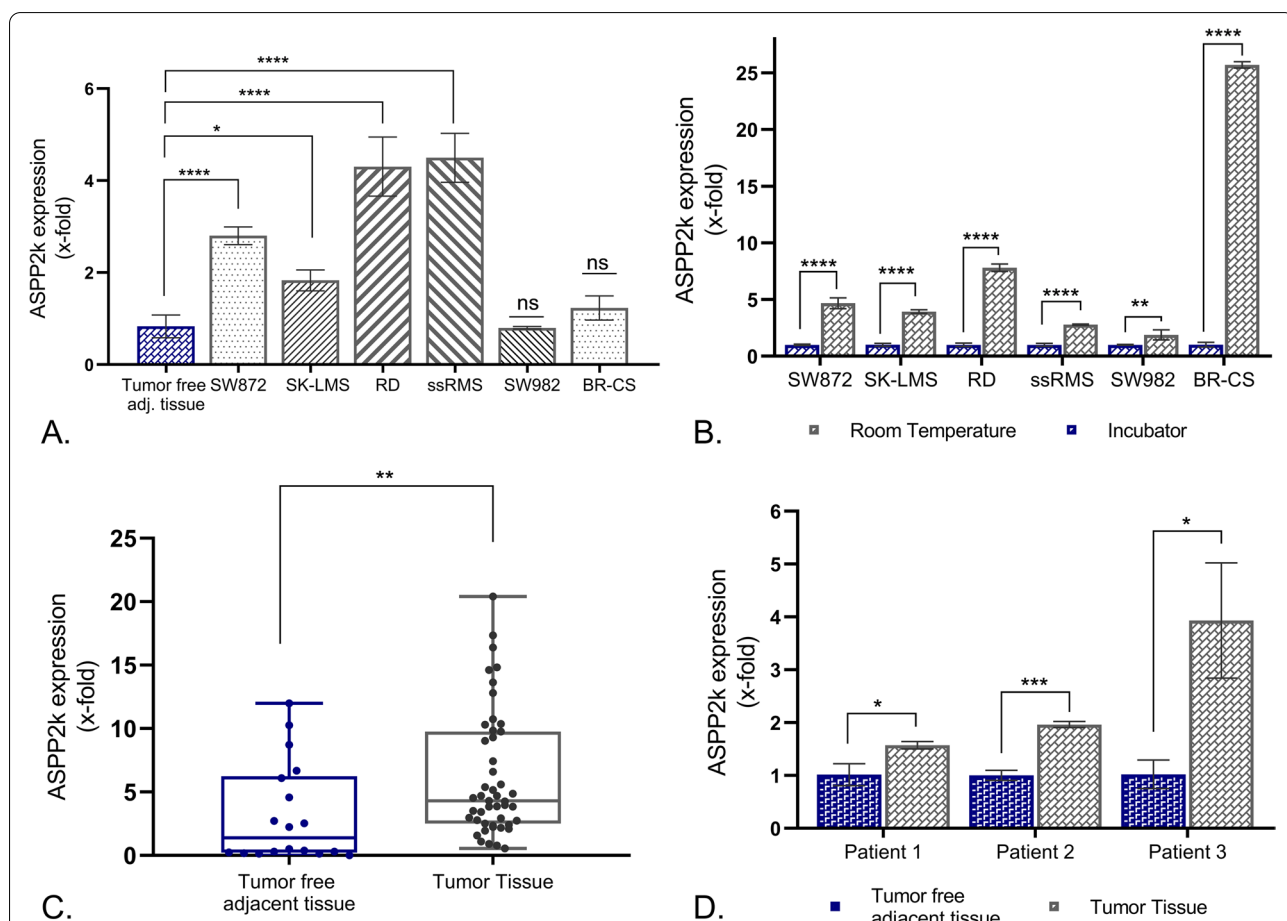 6
4
2
0
ASPP2k expression
(x-fold)
****
****
*
****
ns
ns
Tumor free
adj. tissue
SW872
SK-LMS
RD
ssRMS
SW982
BR-CS
A.
25
20
15
10
5
0
ASPP2k expression
(x-fold)
****
****
****
****
**
****
SW872
SK-LMS
RD
ssRMS
SW982
BR-CS
Room Temperature
Incubator
B.
25
20
15
10
5
0
ASPP2k expression
(x-fold)
**
Tumor free
adjacent tissue
Tumor Tissue
C.
6
5
4
3
2
1
0
ASPP2k expression
(x-fold)
*
***
*
Patient 1
Patient 2
Patient 3
Tumor free
adjacent tissue
Tumor Tissue
D.